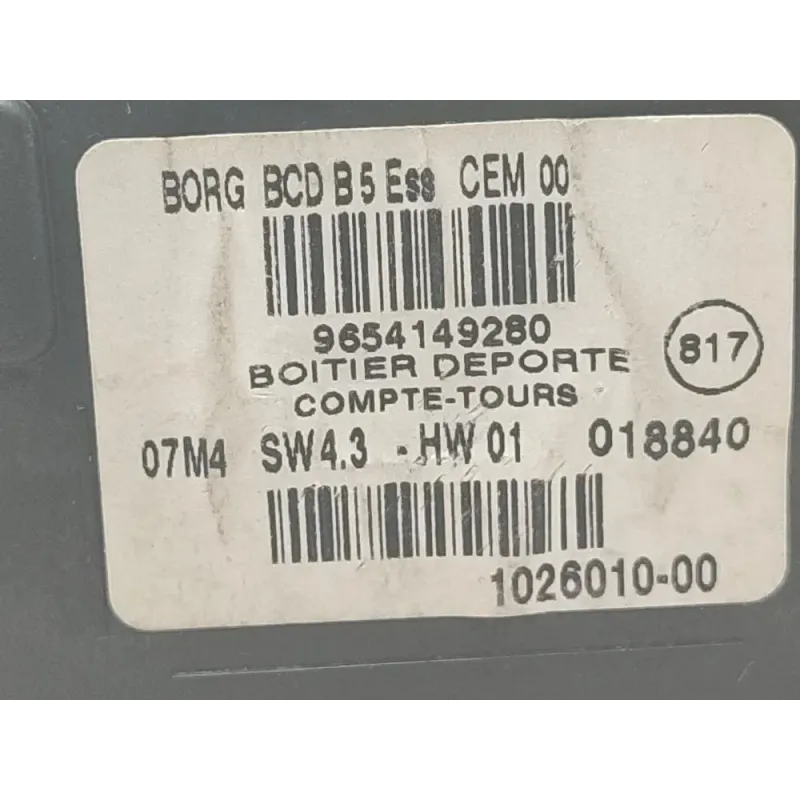 BORG BCD B5 Ess CEM 00
9654149280
BOITIER DEPORTE
817
COMPTE-TOURS
07M4 SW4.3 - HW 01 018840
1026010-00